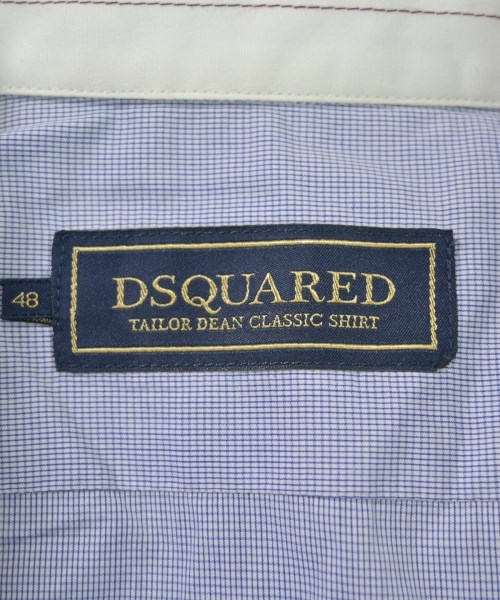 48
DSQUARED
TAILOR DEAN CLASSIC SHIRT